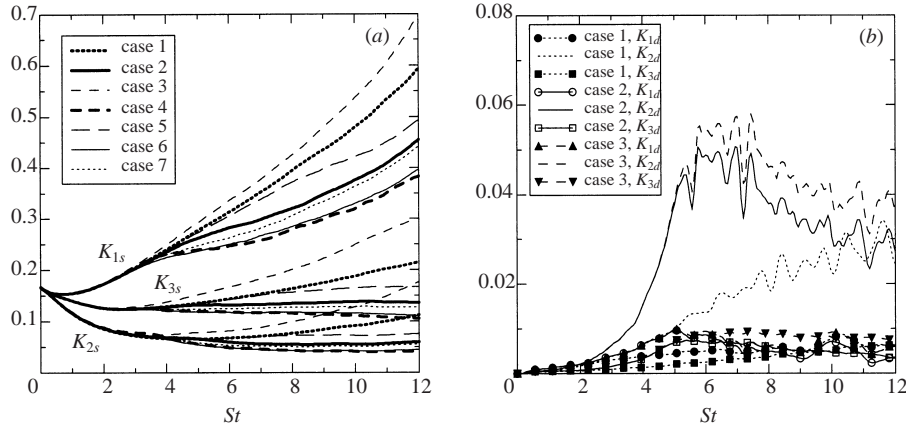 0.7
0.6
0.5
0.4
0.3
0.2
0.1
0
0
2
4
6
8
10
12
St
(a)
case 1
case 2
case 3
case 4
case 5
case 6
case 7
K1s
K3s
K2s
0.08
0.06
0.04
0.02
0
0
2
4
6
8
10
12
St
(b)
case 1, K1d
case 1, K2d
case 1, K3d
case 2, K1d
case 2, K2d
case 2, K3d
case 3, K1d
case 3, K2d
case 3, K3d